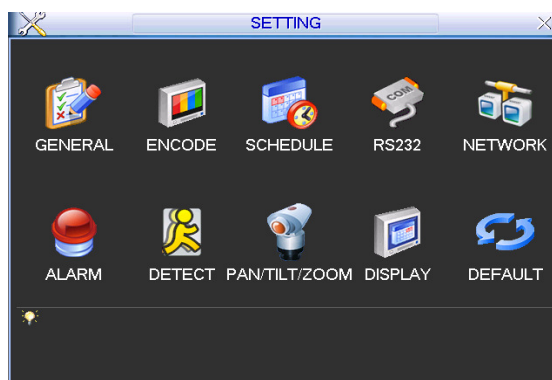 SETTING
GENERAL ENCODE SCHEDULE RS232 NETWORK
COM
ALARM DETECT PAN/TILT/ZOOM DISPLAY DEFAULT